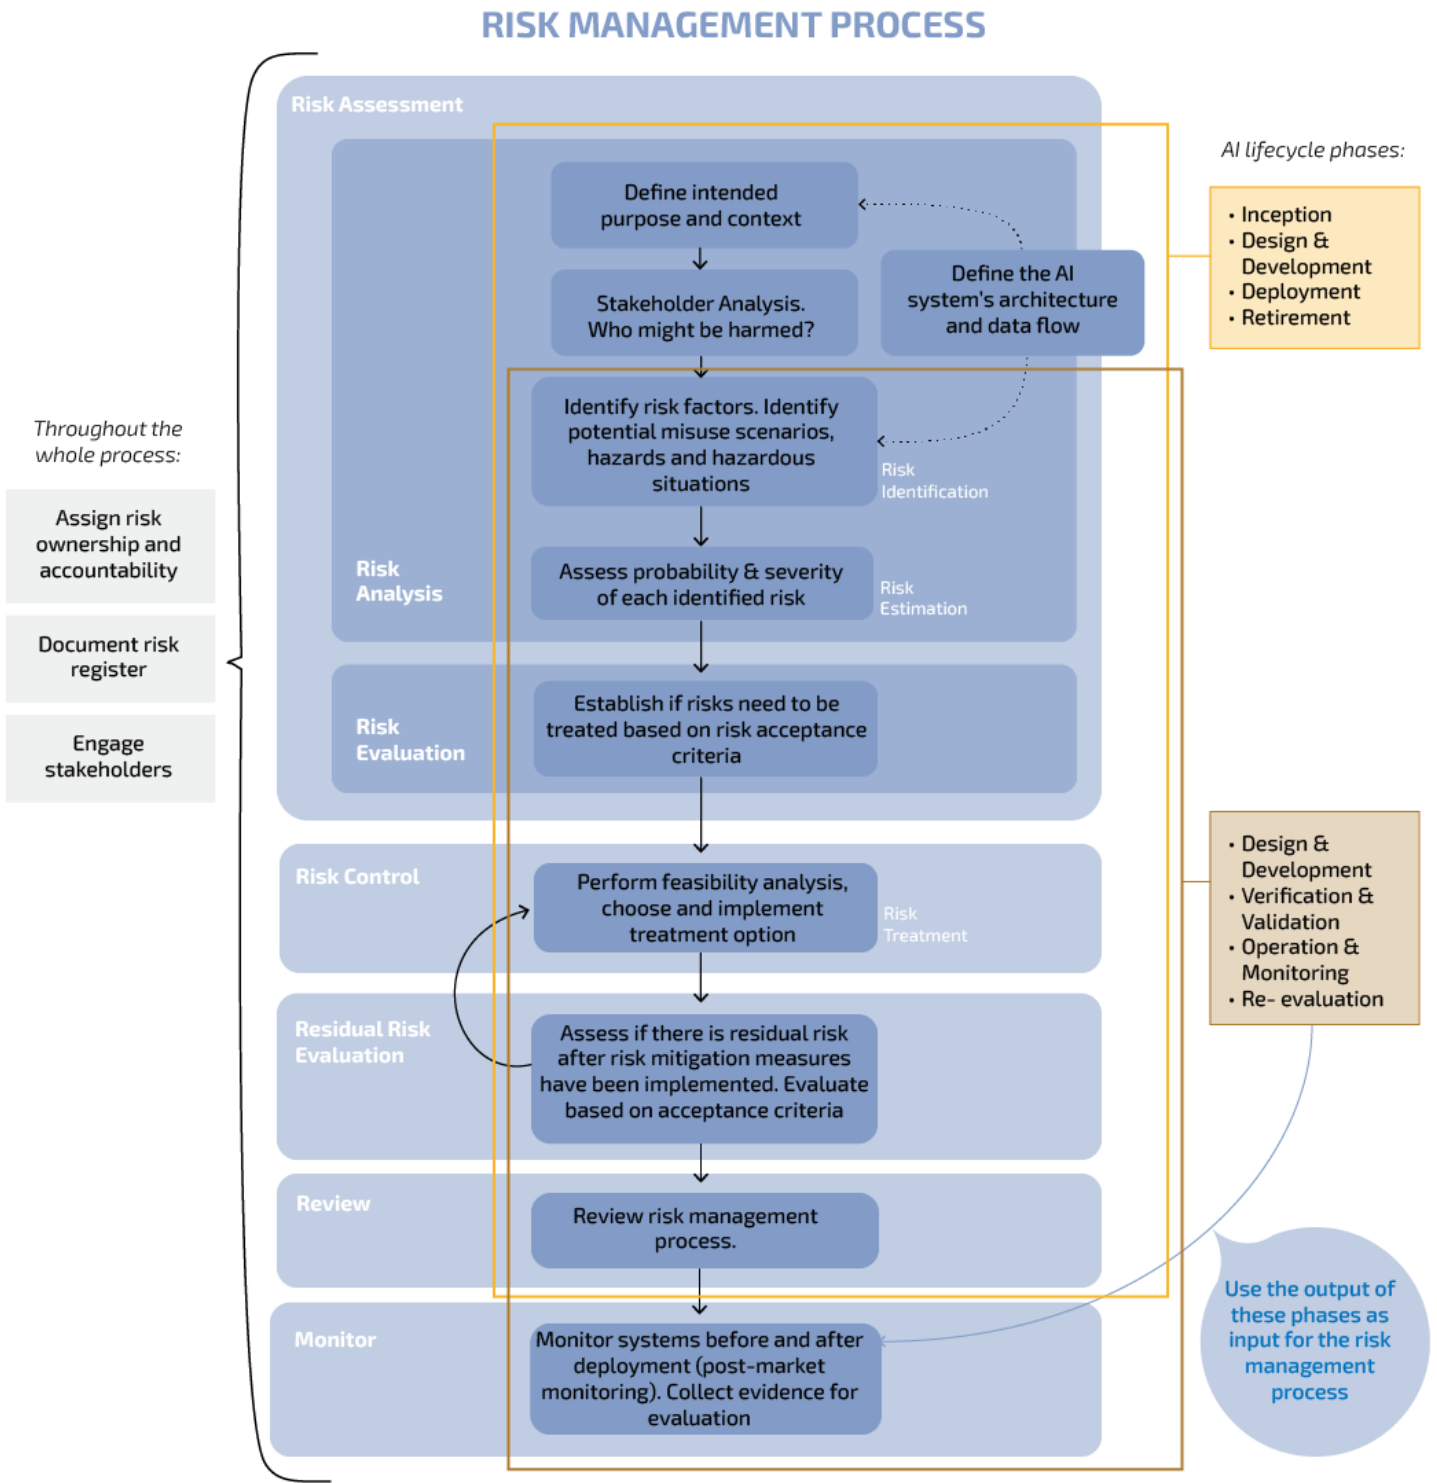 RISK MANAGEMENT PROCESS
Risk Assessment
Define intended
purpose and context
Stakeholder Analysis.
Who might be harmed?
Define the AI
system's architecture
and data flow
Identify risk factors. Identify
potential misuse scenarios,
hazards and hazardous
situations
Risk
Identification
Risk
Analysis
Assess probability & severity
of each identified risk
Risk
Estimation
Risk
Evaluation
Establish if risks need to be
treated based on risk acceptance
criteria
Risk Control
Perform feasibility analysis,
choose and implement
treatment option
Risk
Treatment
Residual Risk
Evaluation
Assess if there is residual risk
after risk mitigation measures
have been implemented. Evaluate
based on acceptance criteria
Review
Review risk management
process.
Monitor
Monitor systems before and after
deployment (post-market
monitoring). Collect evidence for
evaluation
Throughout the
whole process:
Assign risk
ownership and
accountability
Document risk
register
Engage
stakeholders
AI lifecycle phases:
• Inception
• Design &
Development
• Deployment
• Retirement
• Design &
Development
• Verification &
Validation
• Operation &
Monitoring
• Re- evaluation
Use the output of
these phases as
input for the risk
management
process